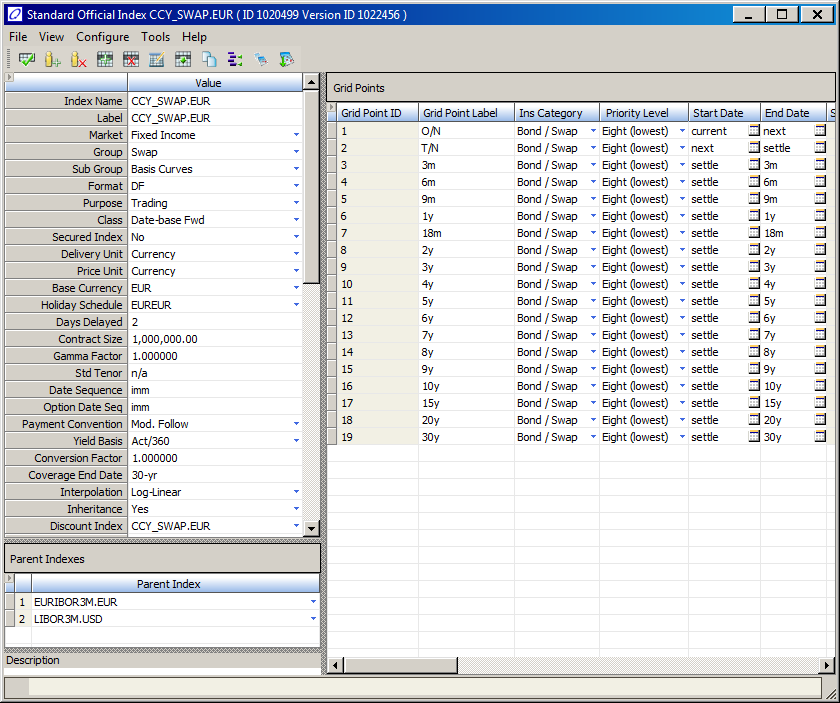 Standard Official Index CCY_SWAP.EUR ( ID 1020499 Version ID 1022456 )
File View Configure Tools Help
Value
Index Name CCY_SWAP.EUR
Label CCY_SWAP.EUR
Market Fixed Income
Group Swap
Sub Group Basis Curves
Format DF
Purpose Trading
Class Date-base Fwd
Secured Index No
Delivery Unit Currency
Price Unit Currency
Base Currency EUR
Holiday Schedule EUREUR
Days Delayed 2
Contract Size 1,000,000.00
Gamma Factor 1.000000
Std Tenor n/a
Date Sequence imm
Option Date Seq imm
Payment Convention Mod. Follow
Yield Basis Act/360
Conversion Factor 1.000000
Coverage End Date 30-yr
Interpolation Log-Linear
Inheritance Yes
Discount Index CCY_SWAP.EUR
Parent Indexes
Parent Index
1 EURIBOR3M.EUR
2 LIBOR3M.USD
Description
Grid Points
Grid Point ID Grid Point Label Ins Category Priority Level Start Date End Date S
1 O/N Bond / Swap Eight (lowest) current next
2 T/N Bond / Swap Eight (lowest) next settle
3 3m Bond / Swap Eight (lowest) settle 3m
4 6m Bond / Swap Eight (lowest) settle 6m
5 9m Bond / Swap Eight (lowest) settle 9m
6 1y Bond / Swap Eight (lowest) settle 1y
7 18m Bond / Swap Eight (lowest) settle 18m
8 2y Bond / Swap Eight (lowest) settle 2y
9 3y Bond / Swap Eight (lowest) settle 3y
10 4y Bond / Swap Eight (lowest) settle 4y
11 5y Bond / Swap Eight (lowest) settle 5y
12 6y Bond / Swap Eight (lowest) settle 6y
13 7y Bond / Swap Eight (lowest) settle 7y
14 8y Bond / Swap Eight (lowest) settle 8y
15 9y Bond / Swap Eight (lowest) settle 9y
16 10y Bond / Swap Eight (lowest) settle 10y
17 15y Bond / Swap Eight (lowest) settle 15y
18 20y Bond / Swap Eight (lowest) settle 20y
19 30y Bond / Swap Eight (lowest) settle 30y